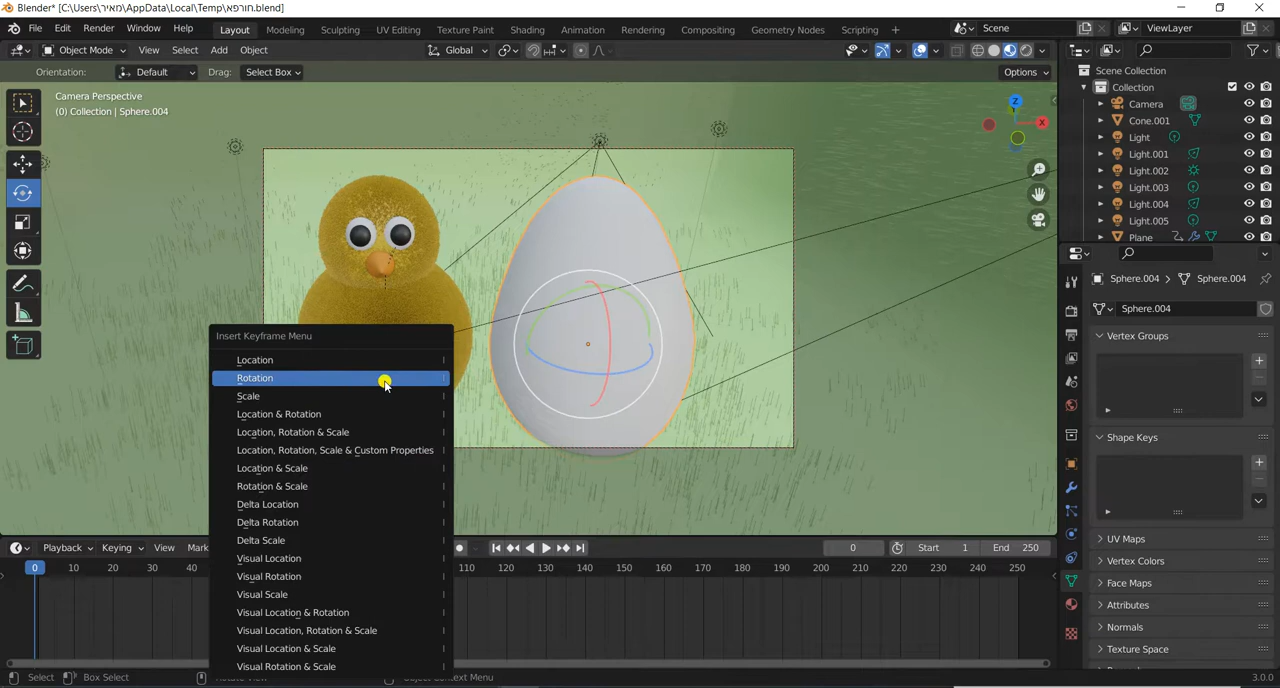 Blender* [C:\Users\מאיר\AppData\Local\Temp\חורפא.blend]
File Edit Render Window Help Layout Modeling Sculpting UV Editing Texture Paint Shading Animation Rendering Compositing Geometry Nodes Scripting + Scene ViewLayer
Object Mode View Select Add Object Global
Orientation: Default Drag: Select Box Options
Camera Perspective
(0) Collection | Sphere.004
Z
X
Scene Collection
Collection
Camera
Cone.001
Light
Light.001
Light.002
Light.003
Light.004
Light.005
Plane
Sphere.004 > Sphere.004
Sphere.004
Vertex Groups
Shape Keys
UV Maps
Vertex Colors
Face Maps
Attributes
Normals
Texture Space
Insert Keyframe Menu
Location I
Rotation I
Scale I
Location & Rotation I
Location, Rotation & Scale I
Location, Rotation, Scale & Custom Properties I
Location & Scale I
Rotation & Scale I
Delta Location I
Delta Rotation I
Delta Scale I
Visual Location I
Visual Rotation I
Visual Scale I
Visual Location & Rotation I
Visual Location, Rotation & Scale I
Visual Location & Scale I
Visual Rotation & Scale I
Playback Keying View Mark 0 Start 1 End 250
0 10 20 30 40 110 120 130 140 150 160 170 180 190 200 210 220 230 240 250
Select Box Select Rotate View Object Context Menu 3.0.0